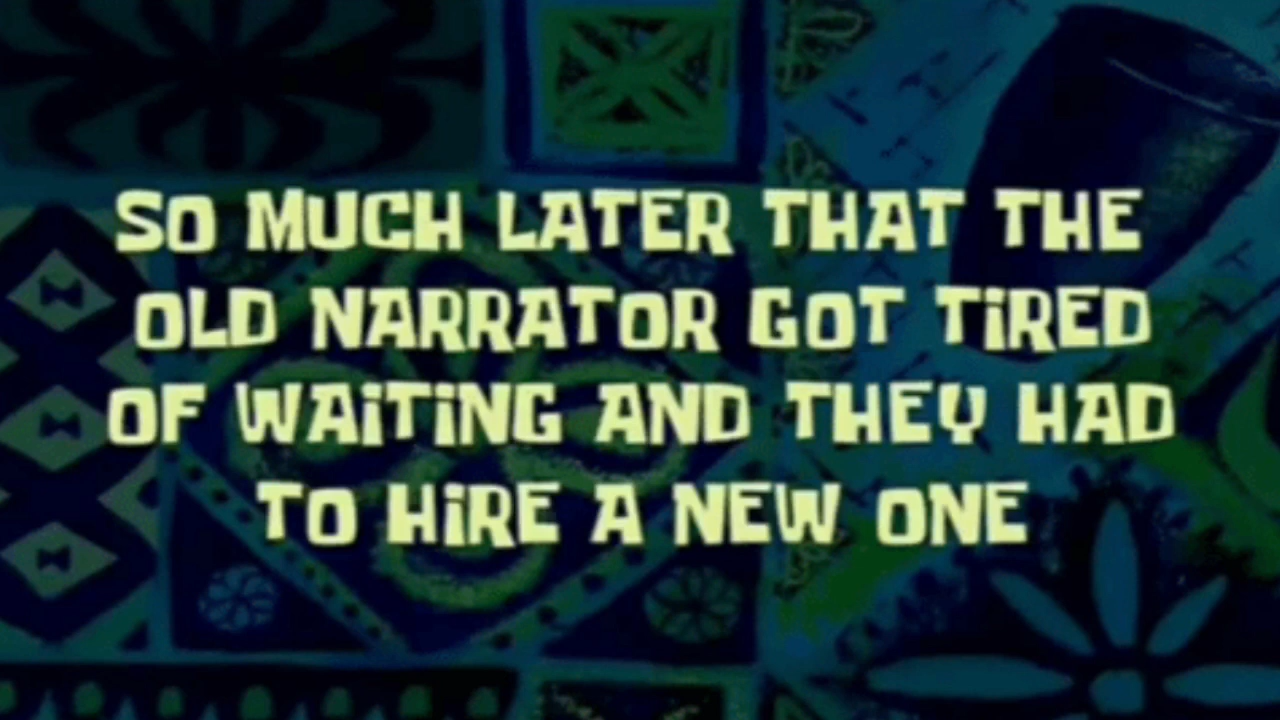 SO MUCH LATER THAT THE
OLD NARRATOR GOT TiRED
OF WAiTiNG AND THEY HAD
TO HiRE A NEW ONE